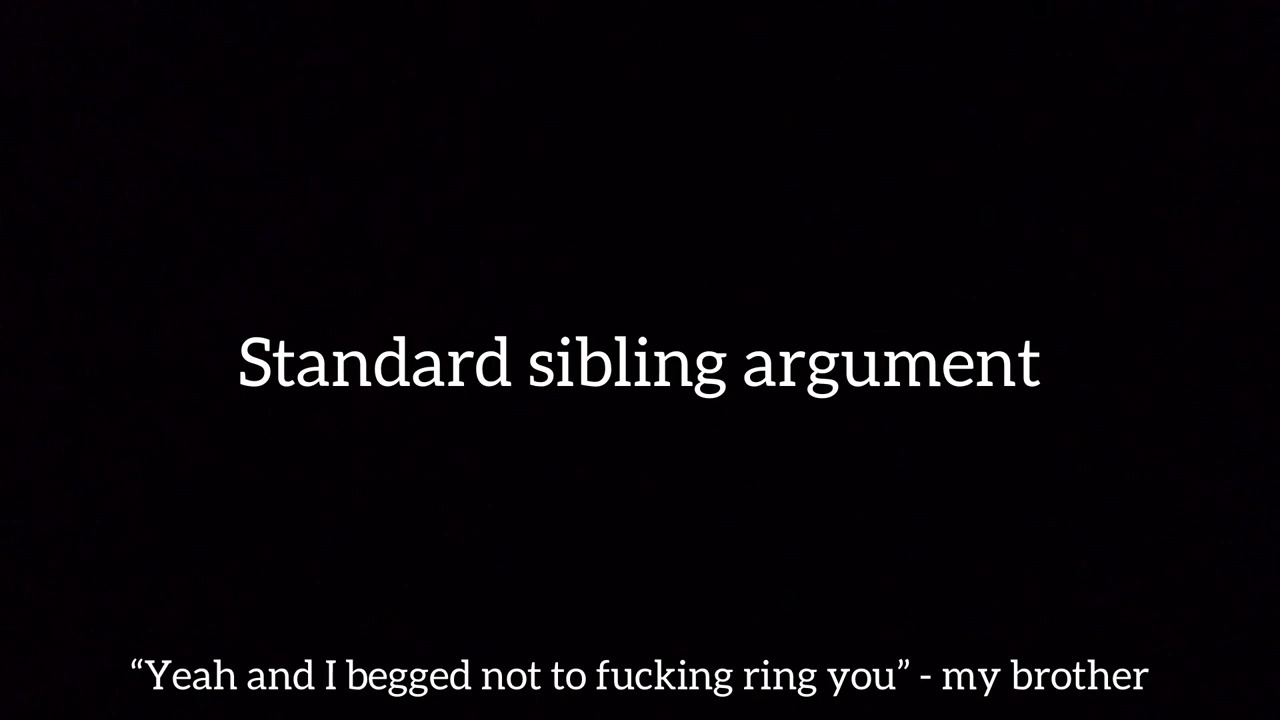 Standard sibling argument
“Yeah and I begged not to fucking ring you” - my brother